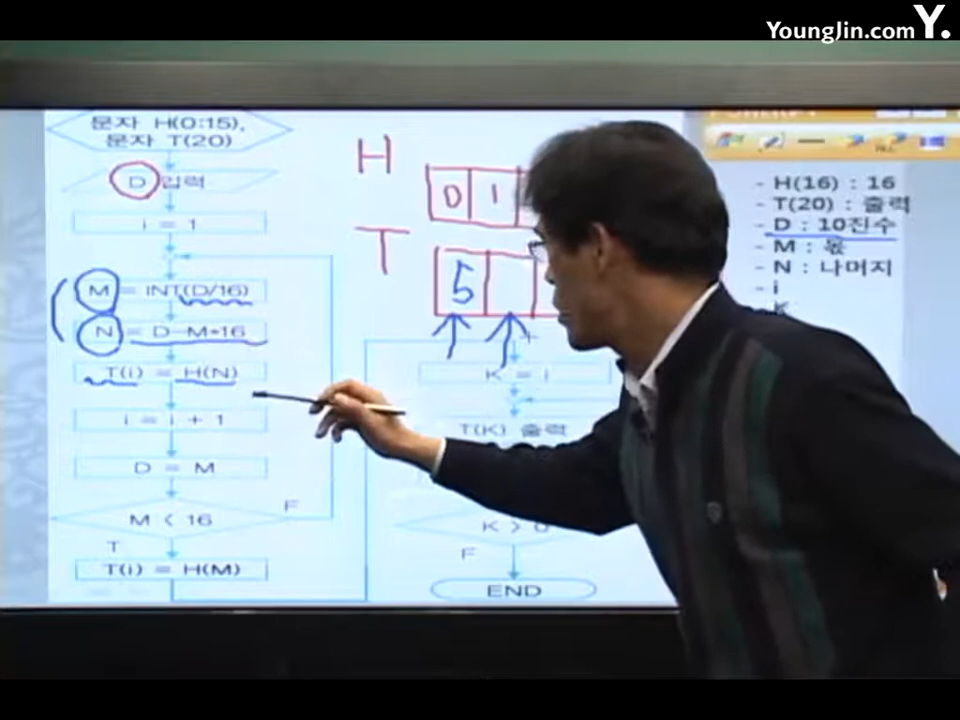 YoungJin.com Y.
문자 H(0:15),
문자 T(20)
D 입력
i = 1
M = INT(D/16)
N = D-M*16
T(i) = H(N)
i = i + 1
D = M
M < 16
F
T
T(i) = H(M)
H
0 1
T
5
K = i
T(K) 출력
K > 0
F
END
- H(16) : 16
- T(20) : 출력
- D : 10진수
- M : 몫
- N : 나머지
- i